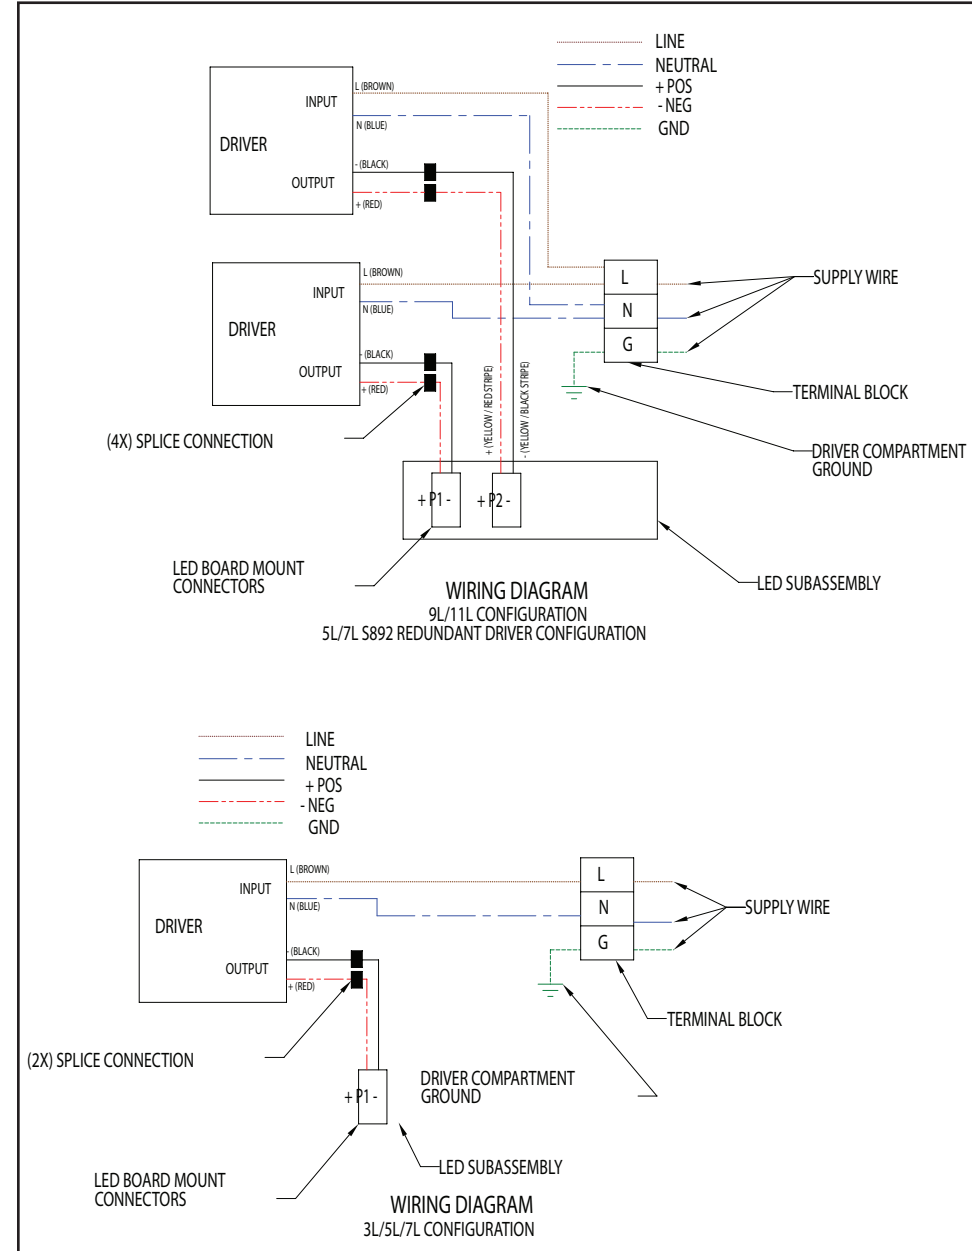 LINE
NEUTRAL
+ POS
- NEG
GND
L (BROWN)
INPUT
N (BLUE)
DRIVER
- (BLACK)
OUTPUT
+ (RED)
L (BROWN)
INPUT
N (BLUE)
DRIVER
- (BLACK)
OUTPUT
+ (RED)
L
N
G
SUPPLY WIRE
TERMINAL BLOCK
(4X) SPLICE CONNECTION
+ (YELLOW / RED STRIPE)
- (YELLOW / BLACK STRIPE)
DRIVER COMPARTMENT
GROUND
+ P1 -
+ P2 -
LED BOARD MOUNT
CONNECTORS
LED SUBASSEMBLY
WIRING DIAGRAM
9L/11L CONFIGURATION
5L/7L S892 REDUNDANT DRIVER CONFIGURATION
LINE
NEUTRAL
+ POS
- NEG
GND
L (BROWN)
INPUT
N (BLUE)
DRIVER
- (BLACK)
OUTPUT
+ (RED)
L
N
G
SUPPLY WIRE
TERMINAL BLOCK
(2X) SPLICE CONNECTION
DRIVER COMPARTMENT
GROUND
+ P1 -
LED BOARD MOUNT
CONNECTORS
LED SUBASSEMBLY
WIRING DIAGRAM
3L/5L/7L CONFIGURATION